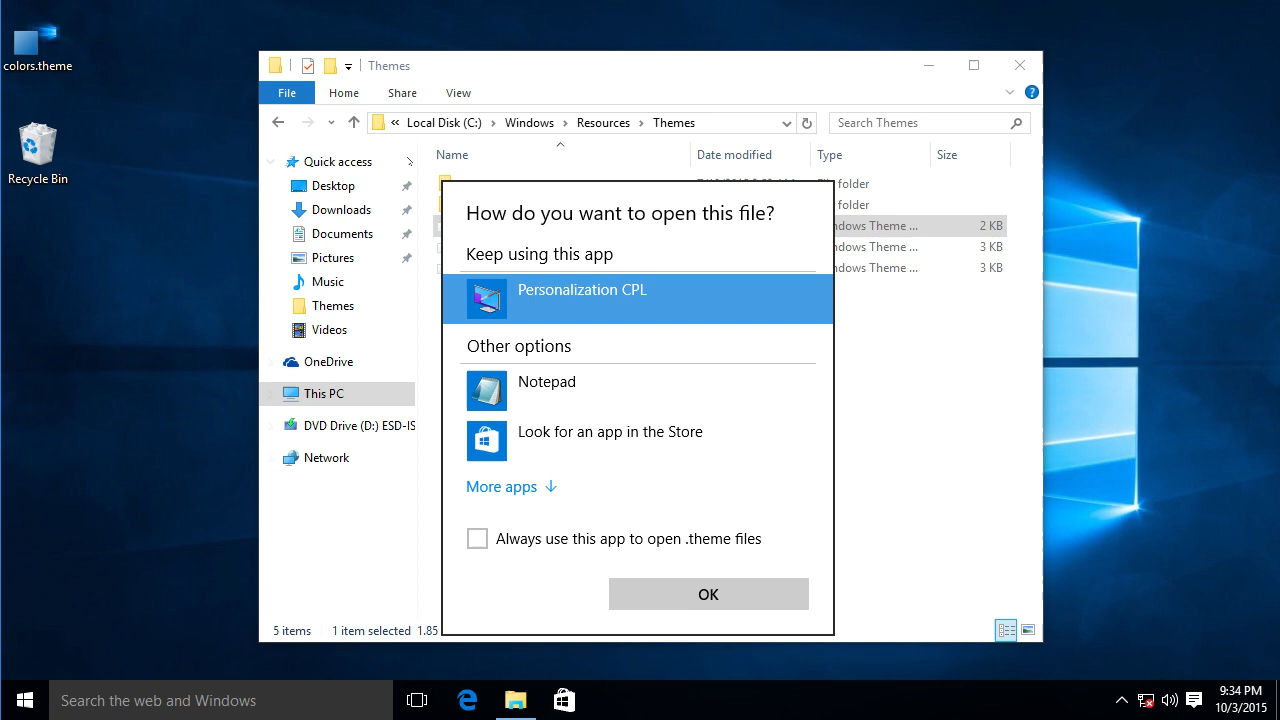 colors.theme
Recycle Bin
Themes
File Home Share View
« Local Disk (C:) > Windows > Resources > Themes
Search Themes
Name Date modified Type Size
Quick access
Desktop
Downloads
Documents
Pictures
Music
Themes
Videos
OneDrive
This PC
DVD Drive (D:) ESD-IS
Network
folder
folder
ndows Theme ... 2 KB
ndows Theme ... 3 KB
ndows Theme ... 3 KB
How do you want to open this file?
Keep using this app
Personalization CPL
Other options
Notepad
Look for an app in the Store
More apps
Always use this app to open .theme files
OK
5 items 1 item selected 1.85
Search the web and Windows
9:34 PM
10/3/2015